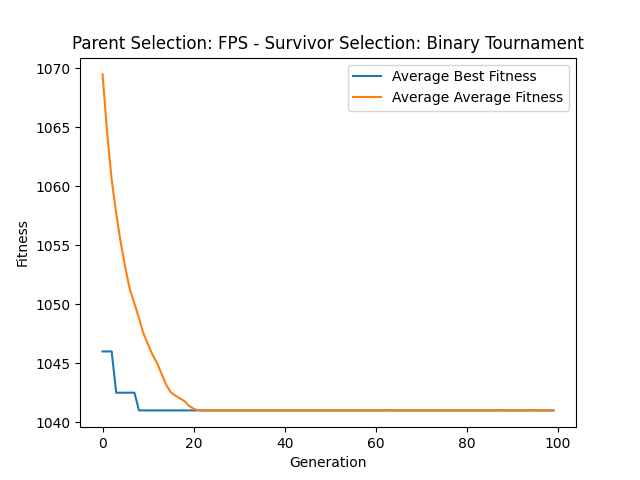 Parent Selection: FPS - Survivor Selection: Binary Tournament
Average Best Fitness
Average Average Fitness
1070
1065
1060
1055
1050
1045
1040
Fitness
0 20 40 60 80 100
Generation